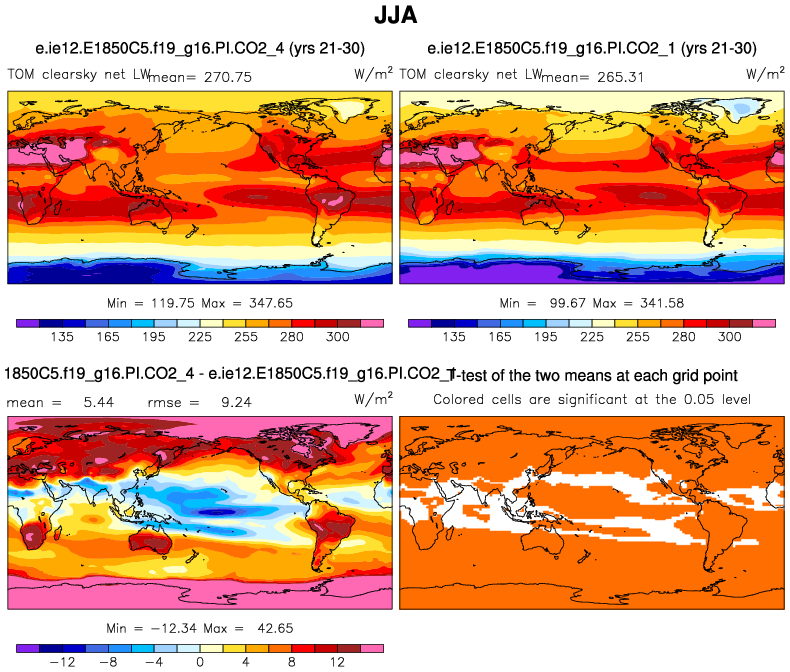 JJA
e.ie12.E1850C5.f19_g16.PI.CO2_4 (yrs 21-30)
TOM clearsky net LW mean= 270.75 W/m2
Min = 119.75 Max = 347.65
135 165 195 225 255 280 300
e.ie12.E1850C5.f19_g16.PI.CO2_1 (yrs 21-30)
TOM clearsky net LW mean= 265.31 W/m2
Min = 99.67 Max = 341.58
135 165 195 225 255 280 300
1850C5.f19_g16.PI.CO2_4 - e.ie12.E1850C5.f19_g16.PI.CO2_1
mean = 5.44 rmse = 9.24 W/m2
Min = -12.34 Max = 42.65
-12 -8 -4 0 4 8 12
T-test of the two means at each grid point
Colored cells are significant at the 0.05 level